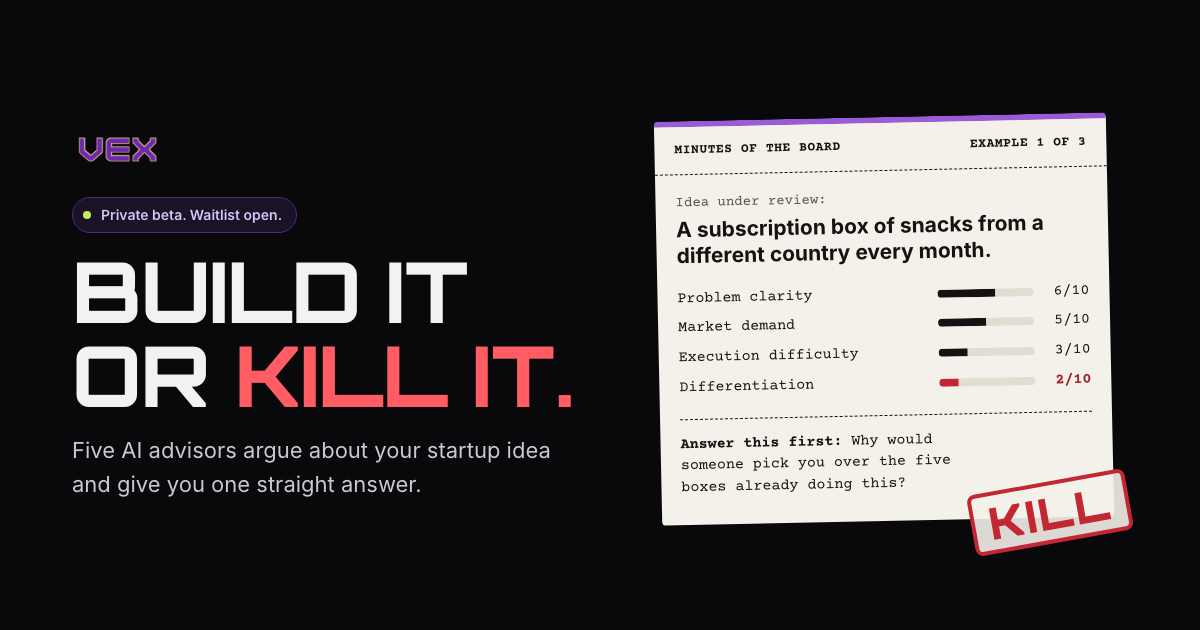 VEX
Private beta. Waitlist open.
BUILD IT
OR KILL IT.
Five AI advisors argue about your startup idea
and give you one straight answer.
MINUTES OF THE BOARD
EXAMPLE 1 OF 3
Idea under review:
A subscription box of snacks from a
different country every month.
Problem clarity 6/10
Market demand 5/10
Execution difficulty 3/10
Differentiation 2/10
Answer this first: Why would
someone pick you over the five
boxes already doing this?
KILL